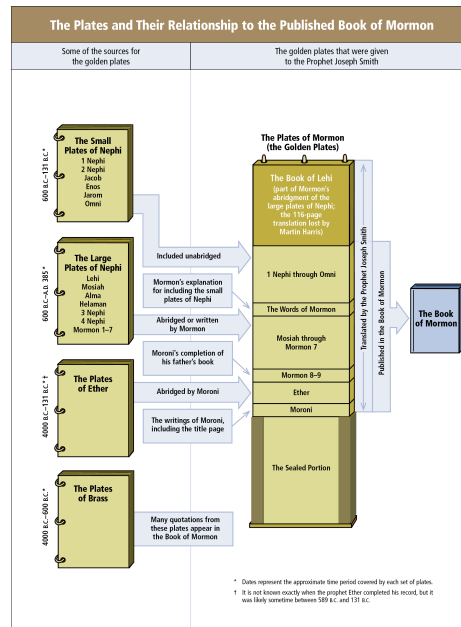 The Plates and Their Relationship to the Published Book of Mormon
Some of the sources for
the golden plates
The golden plates that were given
to the Prophet Joseph Smith
600 B.C.–131 B.C.*
The Small
Plates of Nephi
1 Nephi
2 Nephi
Jacob
Enos
Jarom
Omni
600 B.C.–A.D. 385*
The Large
Plates of Nephi
Lehi
Mosiah
Alma
Helaman
3 Nephi
4 Nephi
Mormon 1–7
4000 B.C.–131 B.C.*†
The Plates
of Ether
4000 B.C.–600 B.C.*
The Plates
of Brass
Included unabridged
Mormon's explanation
for including the small
plates of Nephi
Abridged or written
by Mormon
Moroni's completion of
his father's book
Abridged by Moroni
The writings of Moroni,
including the title page
Many quotations from
these plates appear in
the Book of Mormon
The Plates of Mormon
(the Golden Plates)
The Book of Lehi
(part of Mormon's
abridgment of the
large plates of Nephi;
the 116-page
translation lost by
Martin Harris)
1 Nephi through Omni
The Words of Mormon
Mosiah through
Mormon 7
Mormon 8–9
Ether
Moroni
The Sealed Portion
Translated by the Prophet Joseph Smith
Published in the Book of Mormon
The Book
of Mormon
* Dates represent the approximate time period covered by each set of plates.
† It is not known exactly when the prophet Ether completed his record, but it
was likely sometime between 589 B.C. and 131 B.C.